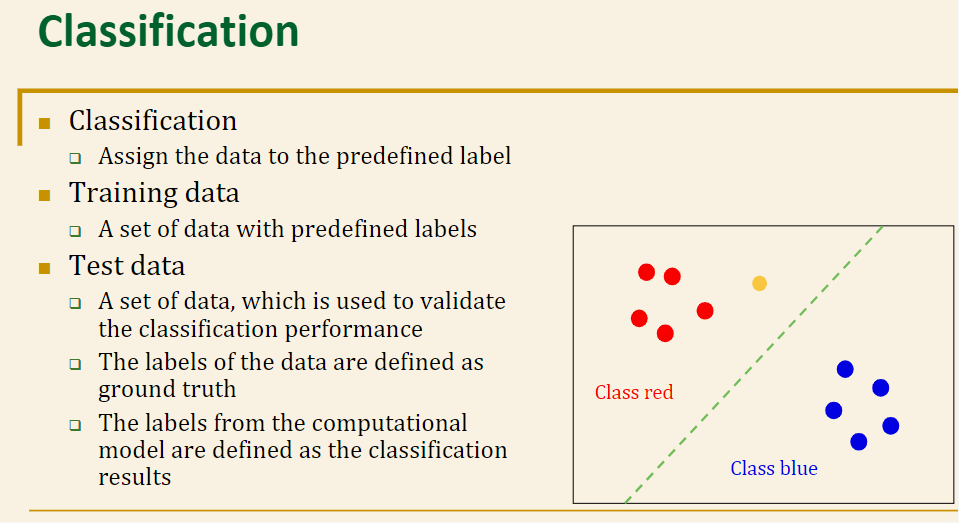 Classification
Classification
Assign the data to the predefined label
Training data
A set of data with predefined labels
Test data
A set of data, which is used to validate
the classification performance
The labels of the data are defined as
ground truth
The labels from the computational
model are defined as the classification
results
Class red
Class blue